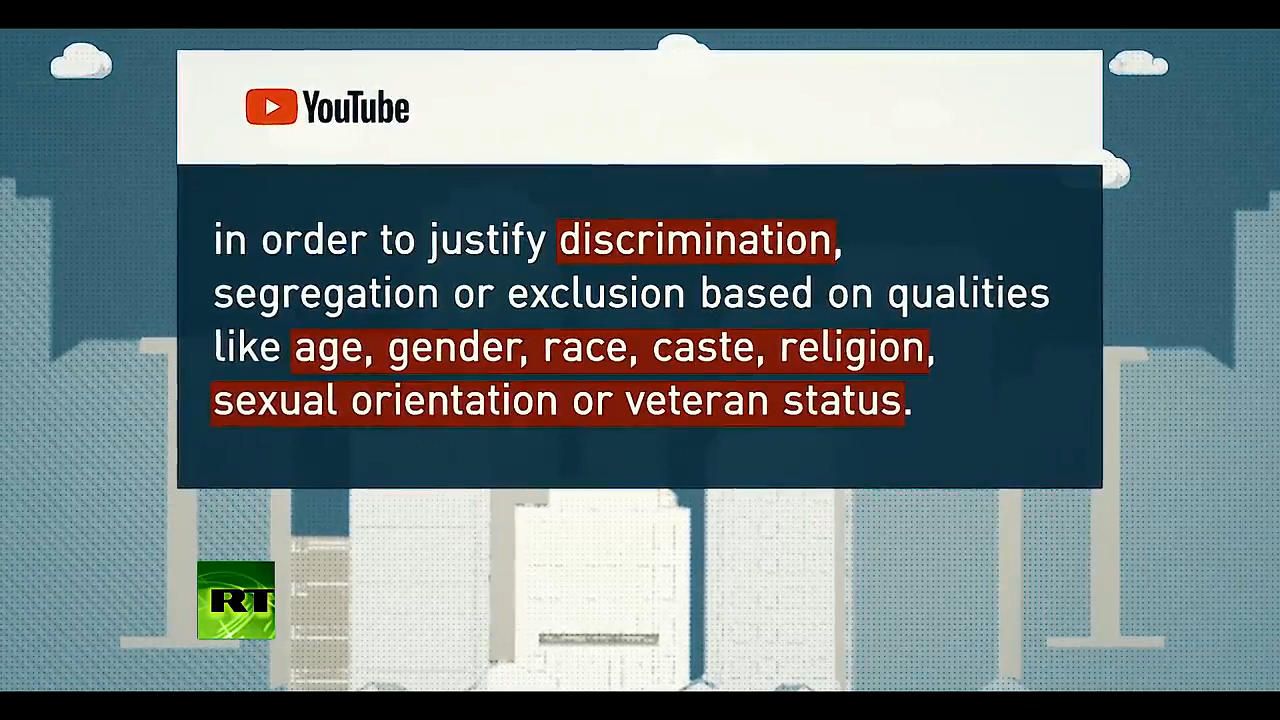 YouTube
in order to justify discrimination,
segregation or exclusion based on qualities
like age, gender, race, caste, religion,
sexual orientation or veteran status.
RT